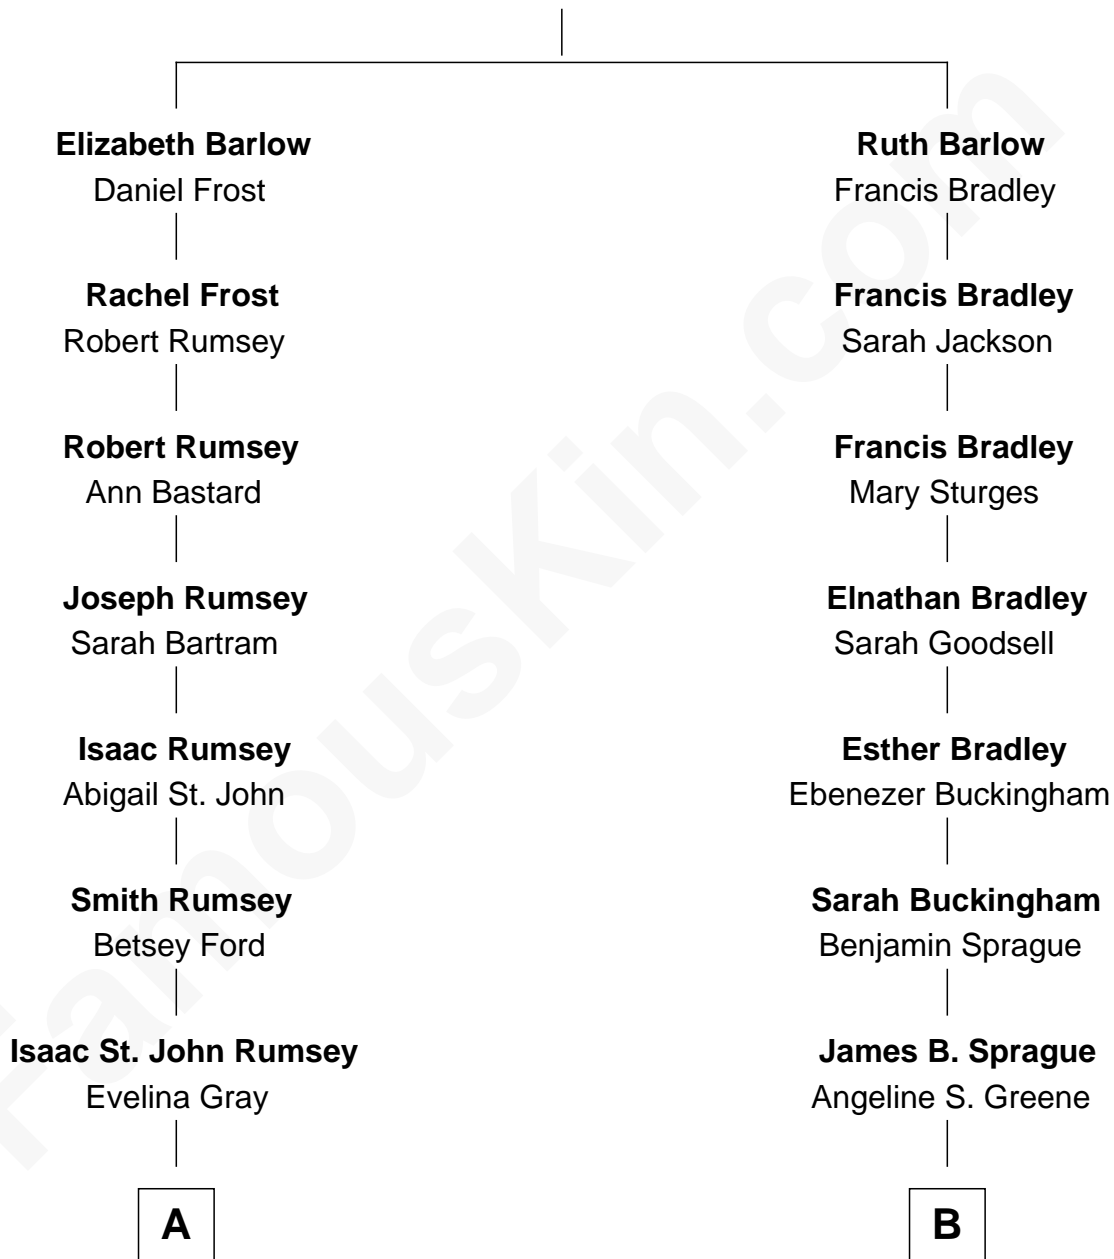 Elizabeth Barlow
Daniel Frost
Ruth Barlow
Francis Bradley
Rachel Frost
Robert Rumsey
Francis Bradley
Sarah Jackson
Robert Rumsey
Ann Bastard
Francis Bradley
Mary Sturges
Joseph Rumsey
Sarah Bartram
Elnathan Bradley
Sarah Goodsell
Isaac Rumsey
Abigail St. John
Esther Bradley
Ebenezer Buckingham
Smith Rumsey
Betsey Ford
Sarah Buckingham
Benjamin Sprague
Isaac St. John Rumsey
Evelina Gray
James B. Sprague
Angeline S. Greene
A
B
FamousKin.com